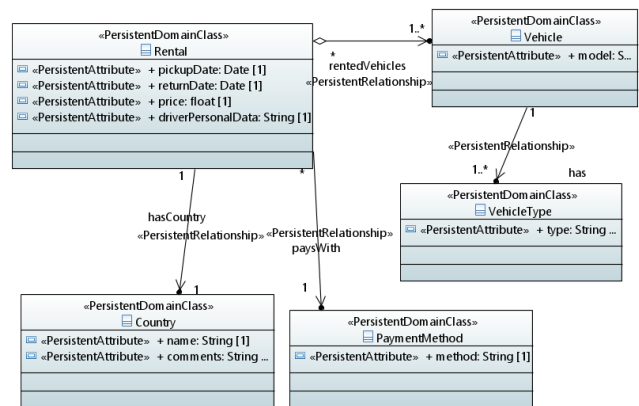 «PersistentDomainClass»
Rental
«PersistentAttribute» + pickupDate: Date [1]
«PersistentAttribute» + returnDate: Date [1]
«PersistentAttribute» + price: float [1]
«PersistentAttribute» + driverPersonalData: String [1]
1..*
*
rentedVehicles
«PersistentRelationship»
«PersistentDomainClass»
Vehicle
«PersistentAttribute» + model: S...
1
«PersistentRelationship»
1..*
has
«PersistentDomainClass»
VehicleType
«PersistentAttribute» + type: String ...
1
*
hasCountry
«PersistentRelationship»
«PersistentRelationship»
paysWith
1
1
«PersistentDomainClass»
Country
«PersistentAttribute» + name: String [1]
«PersistentAttribute» + comments: String ...
«PersistentDomainClass»
PaymentMethod
«PersistentAttribute» + method: String [1]